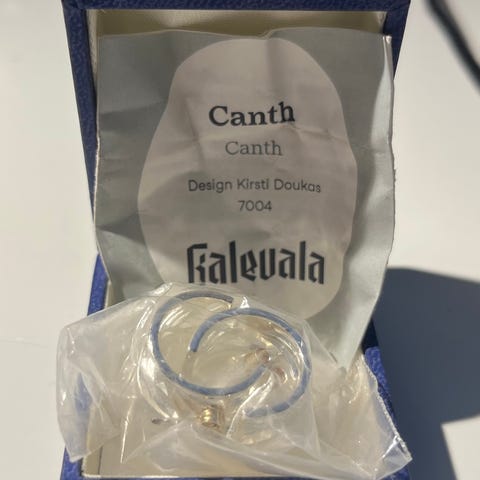 Canth
Canth
Design Kirsti Doukas
7004
Kalevala